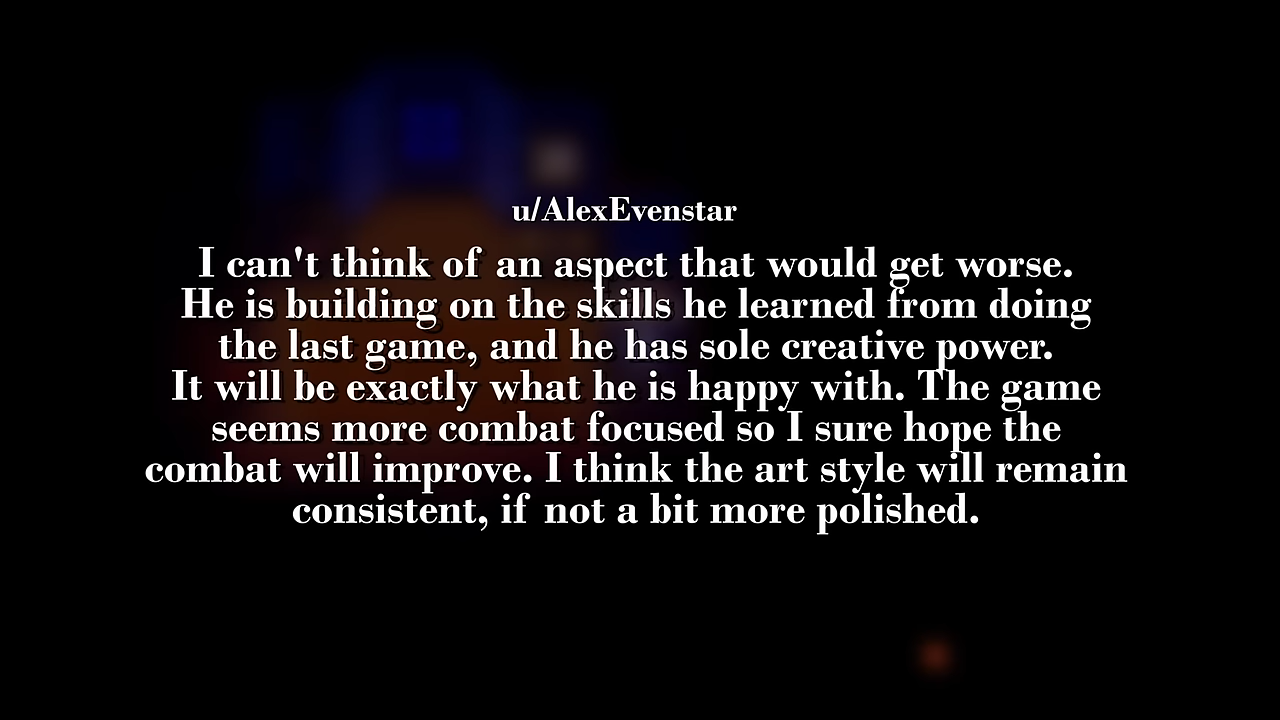 u/AlexEvenstar
I can't think of an aspect that would get worse.
He is building on the skills he learned from doing
the last game, and he has sole creative power.
It will be exactly what he is happy with. The game
seems more combat focused so I sure hope the
combat will improve. I think the art style will remain
consistent, if not a bit more polished.